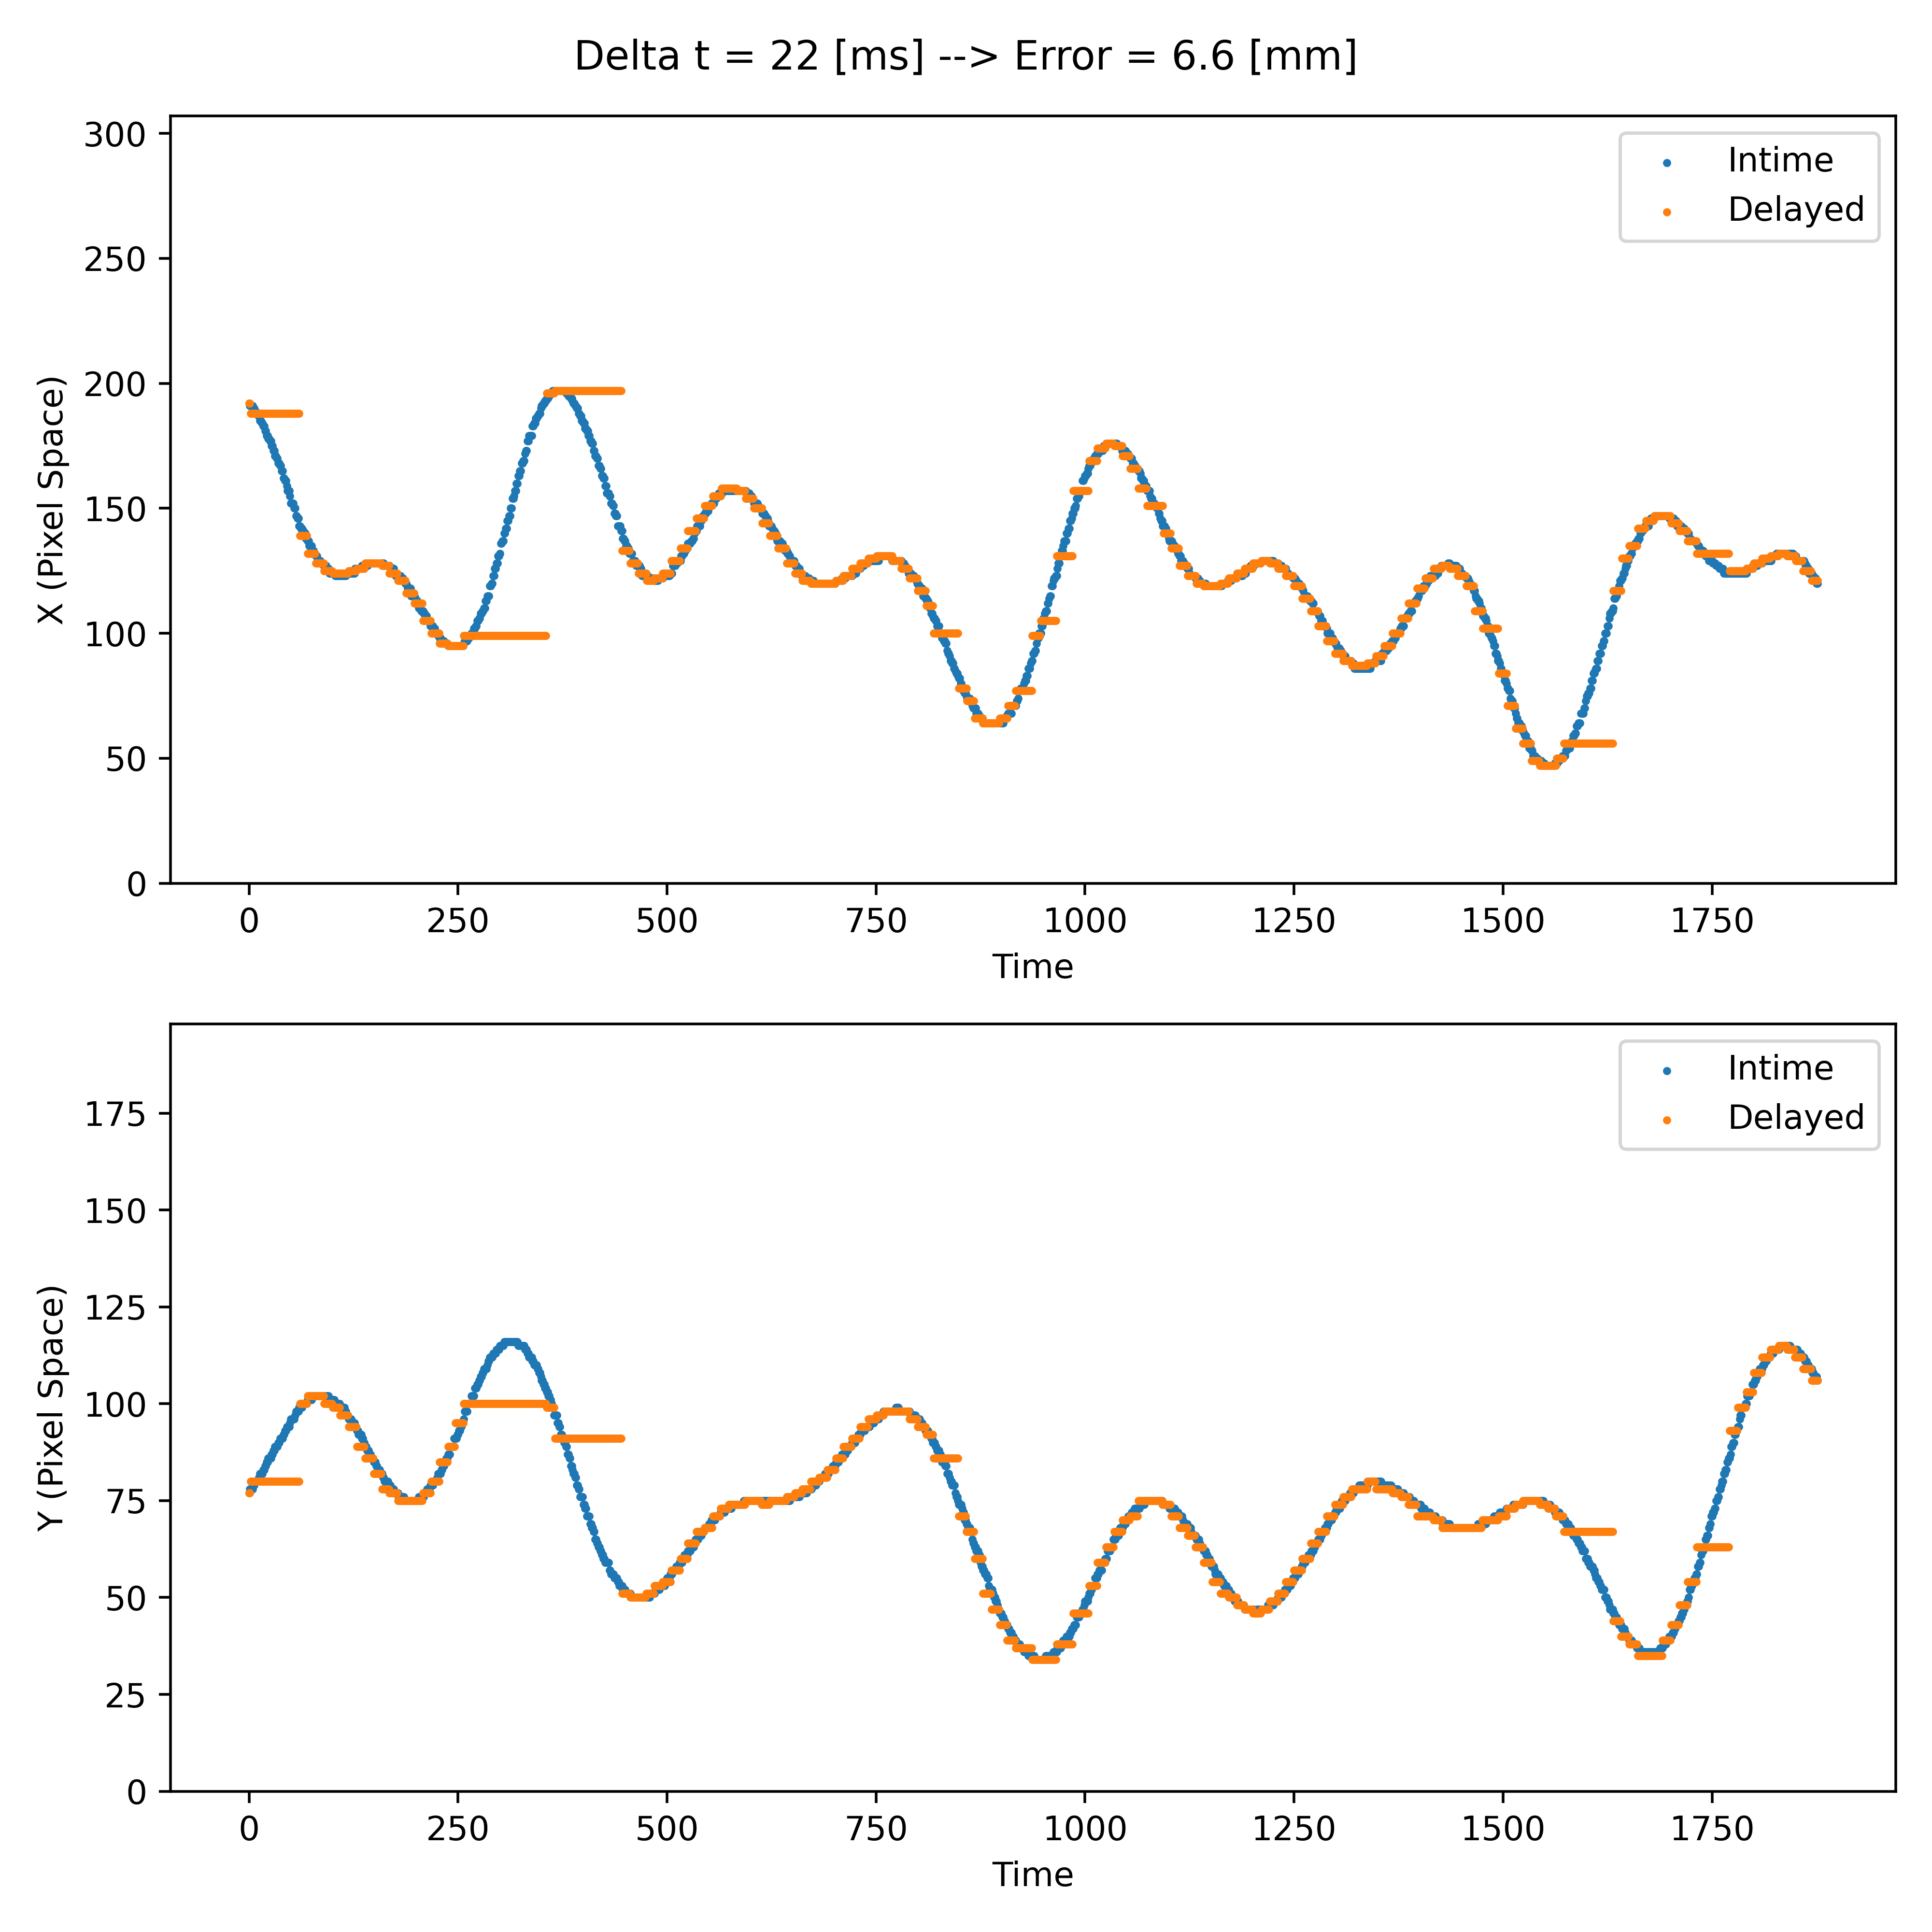 Delta t = 22 [ms] --> Error = 6.6 [mm]
300
250
200
150
100
50
0
X (Pixel Space)
Intime
Delayed
0 250 500 750 1000 1250 1500 1750
Time
175
150
125
100
75
50
25
0
Y (Pixel Space)
Intime
Delayed
0 250 500 750 1000 1250 1500 1750
Time